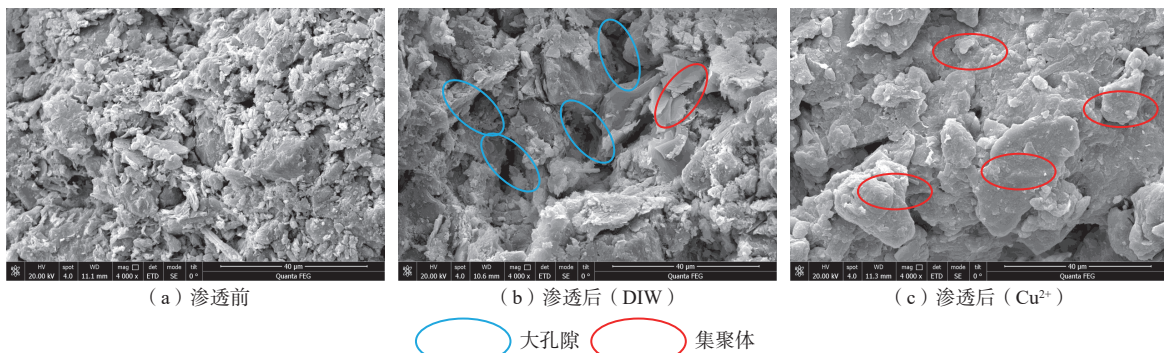 HV spot WD mag □ det mode tilt 40 μm
20.00 kV 4.0 11.1 mm 4 000 x ETD SE 0 ° Quanta FEG
HV spot WD mag □ det mode tilt 40 μm
20.00 kV 4.0 10.6 mm 4 000 x ETD SE 0 ° Quanta FEG
HV spot WD mag □ det mode tilt 40 μm
20.00 kV 4.0 11.3 mm 4 000 x ETD SE 0 ° Quanta FEG
（a）渗透前
（b）渗透后（DIW）
（c）渗透后（Cu²⁺）
大孔隙 集聚体